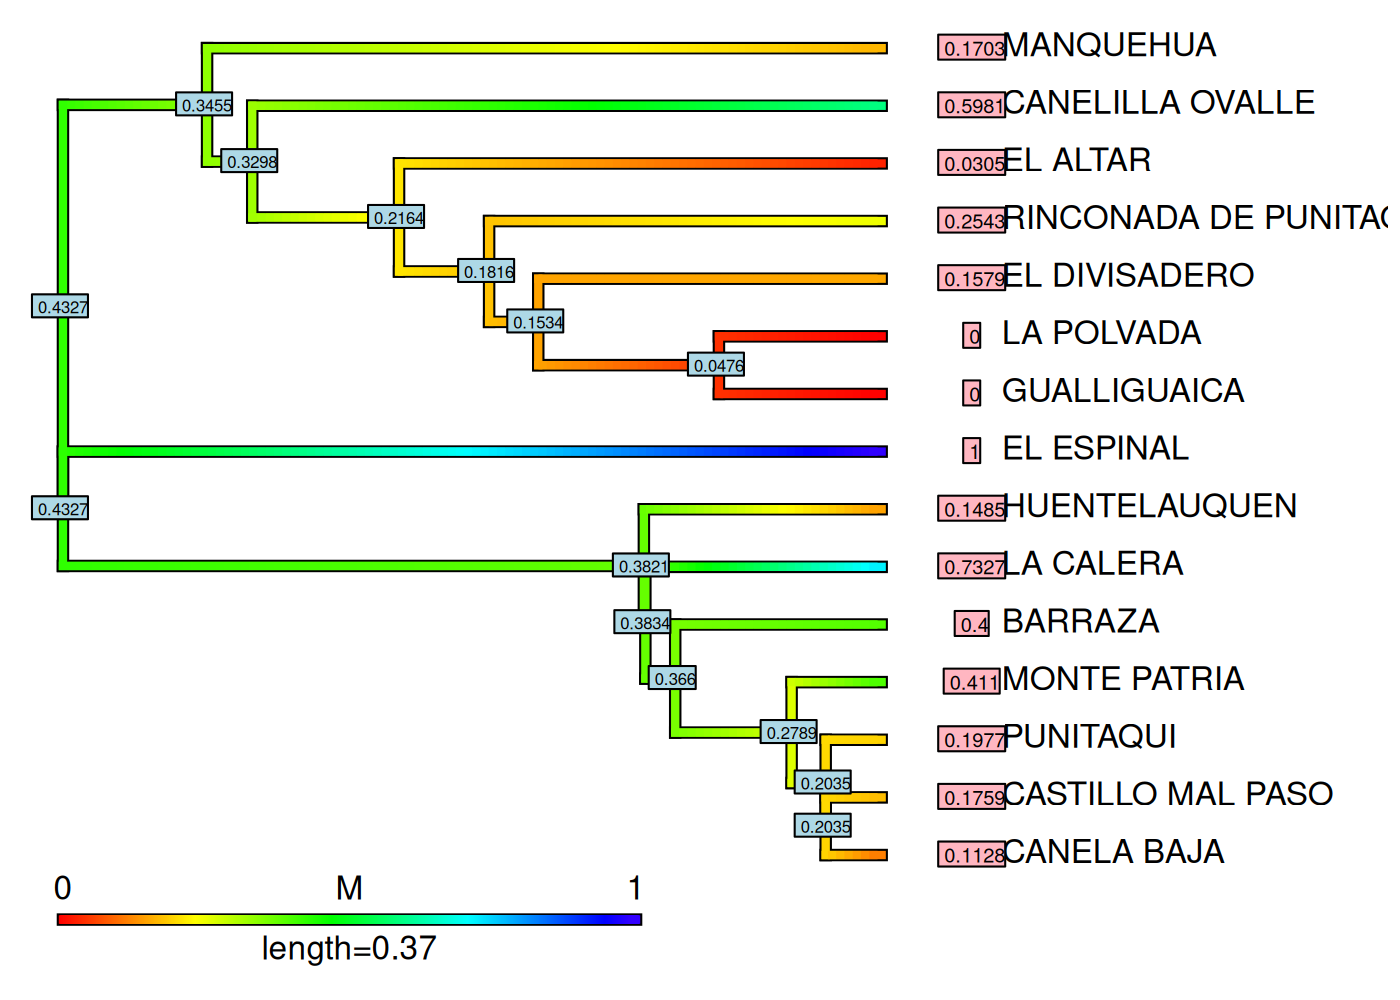 0.1703 MANQUEHUA
0.3455
0.5981 CANELILLA OVALLE
0.3298
0.0305 EL ALTAR
0.2164
0.2543 RINCONADA DE PUNITAQ
0.1816
0.1579 EL DIVISADERO
0.4327
0.1534
0 LA POLVADA
0.0476
0 GUALLIGUAICA
1 EL ESPINAL
0.4327
0.1485 HUENTELAUQUEN
0.3821
0.7327 LA CALERA
0.3834
0.4 BARRAZA
0.366
0.411 MONTE PATRIA
0.2789
0.1977 PUNITAQUI
0.2035
0.1759 CASTILLO MAL PASO
0.2035
0.1128 CANELA BAJA
0 M 1
length=0.37